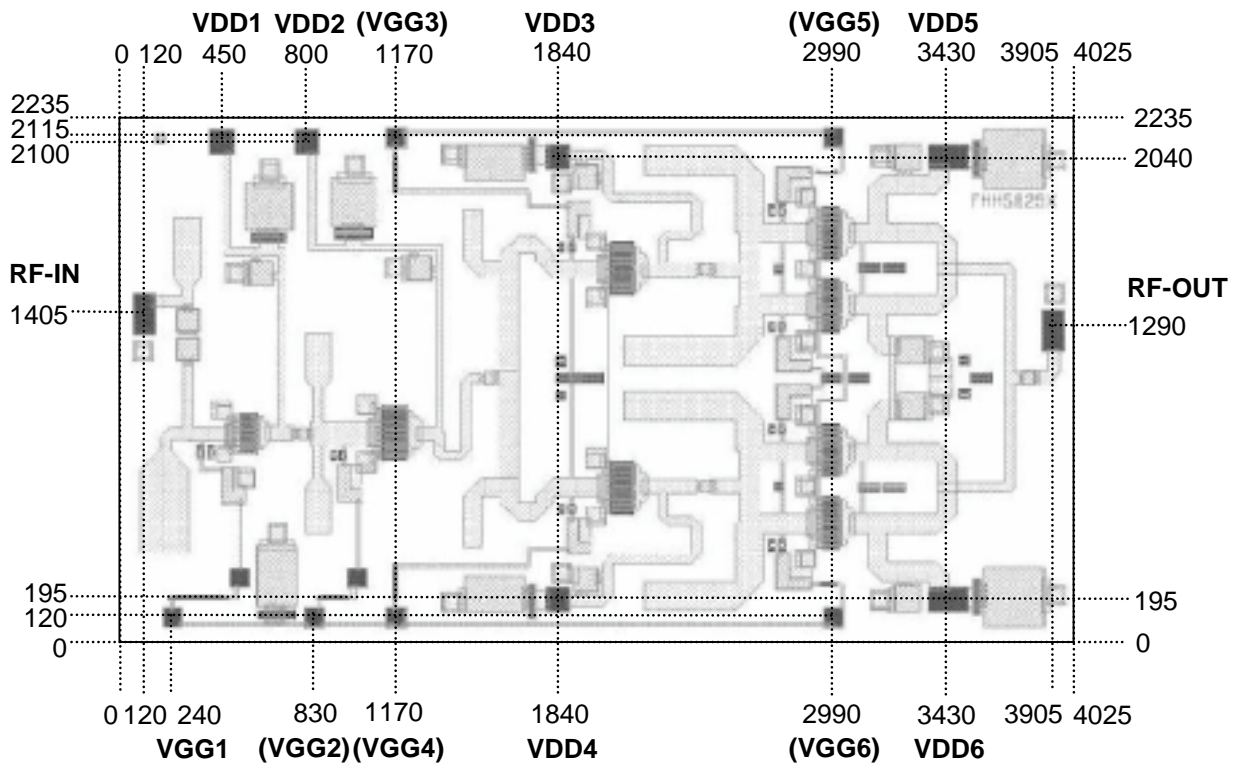 VDD1 VDD2 (VGG3) VDD3 (VGG5) VDD5
0 120 450 800 1170 1840 2990 3430 3905 4025
2235 2235
2115
2100 2040
RF-IN RF-OUT
1405 1290
195 195
120
0 0
0 120 240 830 1170 1840 2990 3430 3905 4025
VGG1 (VGG2) (VGG4) VDD4 (VGG6) VDD6